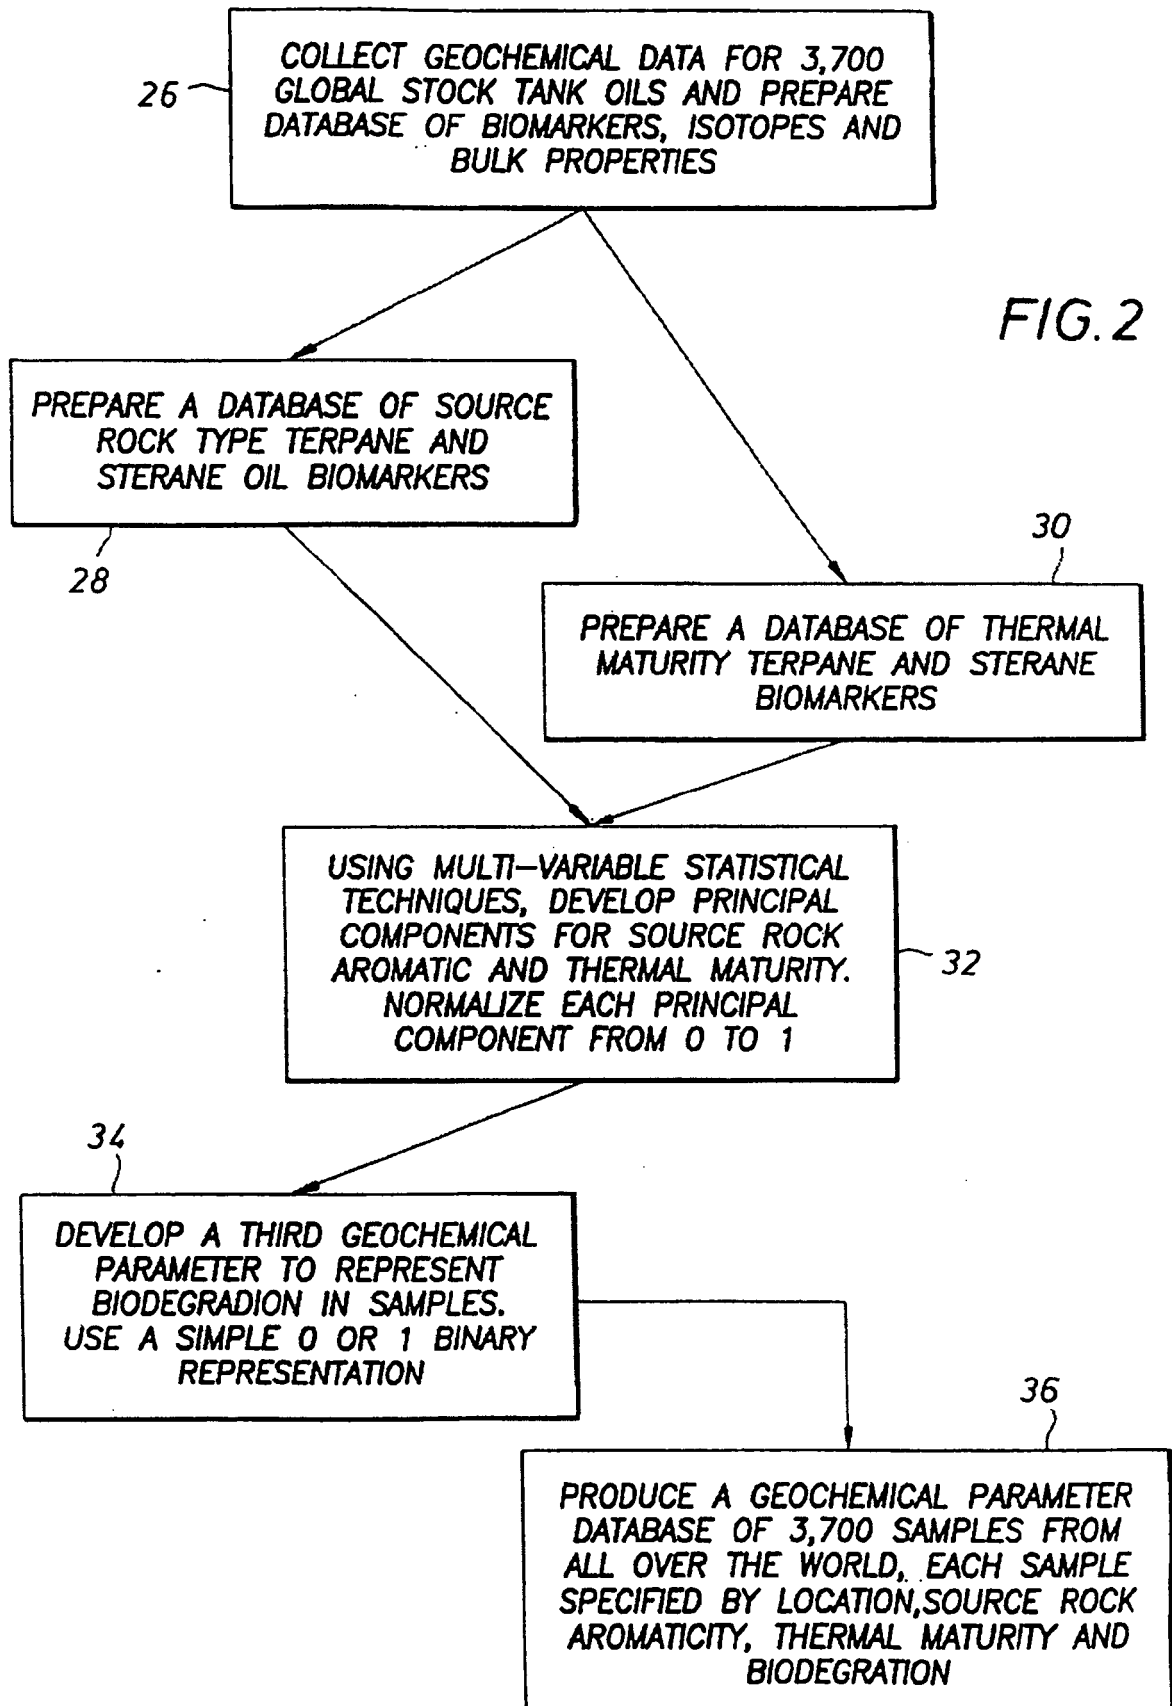 COLLECT GEOCHEMICAL DATA FOR 3,700
GLOBAL STOCK TANK OILS AND PREPARE
DATABASE OF BIOMARKERS, ISOTOPES AND
BULK PROPERTIES
26
FIG. 2
PREPARE A DATABASE OF SOURCE
ROCK TYPE TERPANE AND
STERANE OIL BIOMARKERS
28
30
PREPARE A DATABASE OF THERMAL
MATURITY TERPANE AND STERANE
BIOMARKERS
USING MULTI-VARIABLE STATISTICAL
TECHNIQUES, DEVELOP PRINCIPAL
COMPONENTS FOR SOURCE ROCK
AROMATIC AND THERMAL MATURITY.
NORMALIZE EACH PRINCIPAL
COMPONENT FROM 0 TO 1
32
34
DEVELOP A THIRD GEOCHEMICAL
PARAMETER TO REPRESENT
BIODEGRADION IN SAMPLES.
USE A SIMPLE 0 OR 1 BINARY
REPRESENTATION
36
PRODUCE A GEOCHEMICAL PARAMETER
DATABASE OF 3,700 SAMPLES FROM
ALL OVER THE WORLD, EACH SAMPLE
SPECIFIED BY LOCATION,SOURCE ROCK
AROMATICITY, THERMAL MATURITY AND
BIODEGRATION